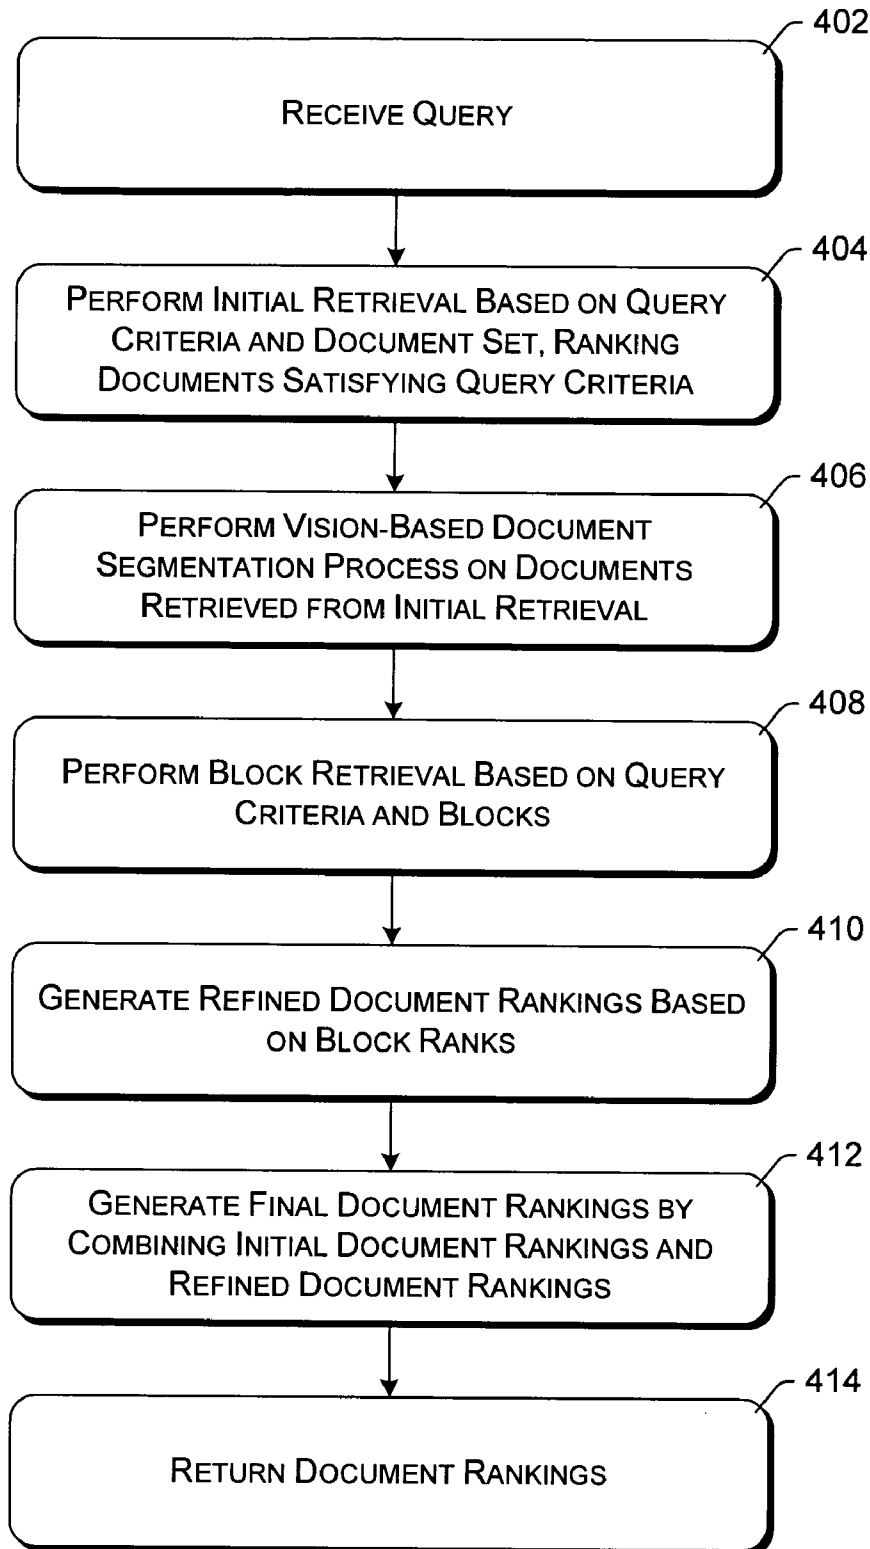 402
RECEIVE QUERY
404
PERFORM INITIAL RETRIEVAL BASED ON QUERY
CRITERIA AND DOCUMENT SET, RANKING
DOCUMENTS SATISFYING QUERY CRITERIA
406
PERFORM VISION-BASED DOCUMENT
SEGMENTATION PROCESS ON DOCUMENTS
RETRIEVED FROM INITIAL RETRIEVAL
408
PERFORM BLOCK RETRIEVAL BASED ON QUERY
CRITERIA AND BLOCKS
410
GENERATE REFINED DOCUMENT RANKINGS BASED
ON BLOCK RANKS
412
GENERATE FINAL DOCUMENT RANKINGS BY
COMBINING INITIAL DOCUMENT RANKINGS AND
REFINED DOCUMENT RANKINGS
414
RETURN DOCUMENT RANKINGS